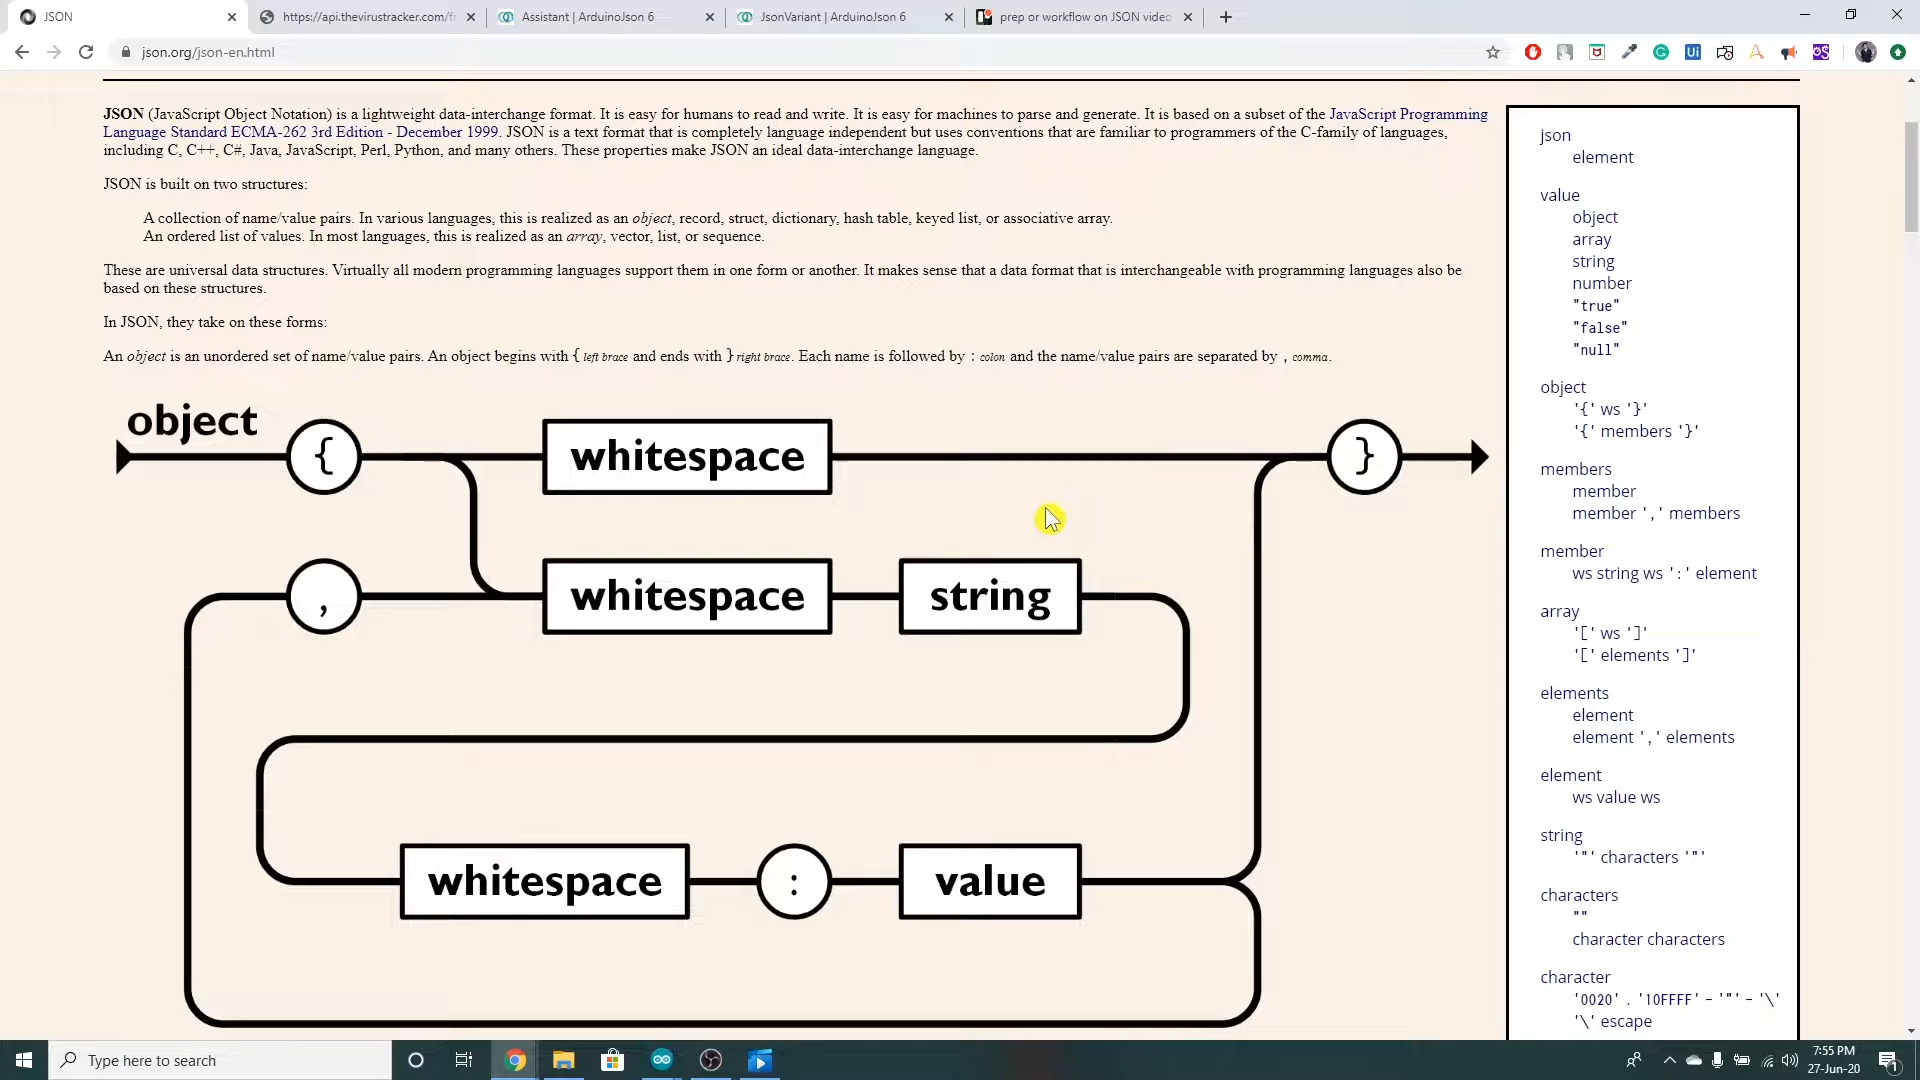 JSON
https://api.thevirustracker.com/f
Assistant | ArduinoJson 6
JsonVariant | ArduinoJson 6
prep or workflow on JSON video
json.org/json-en.html
JSON (JavaScript Object Notation) is a lightweight data-interchange format. It is easy for humans to read and write. It is easy for machines to parse and generate. It is based on a subset of the JavaScript Programming
Language Standard ECMA-262 3rd Edition - December 1999. JSON is a text format that is completely language independent but uses conventions that are familiar to programmers of the C-family of languages,
including C, C++, C#, Java, JavaScript, Perl, Python, and many others. These properties make JSON an ideal data-interchange language.
JSON is built on two structures:
A collection of name/value pairs. In various languages, this is realized as an object, record, struct, dictionary, hash table, keyed list, or associative array.
An ordered list of values. In most languages, this is realized as an array, vector, list, or sequence.
These are universal data structures. Virtually all modern programming languages support them in one form or another. It makes sense that a data format that is interchangeable with programming languages also be
based on these structures.
In JSON, they take on these forms:
An object is an unordered set of name/value pairs. An object begins with { left brace and ends with } right brace. Each name is followed by : colon and the name/value pairs are separated by , comma.
object
{
whitespace
}
,
whitespace
string
whitespace
:
value
json
element
value
object
array
string
number
"true"
"false"
"null"
object
'{' ws '}'
'{' members '}'
members
member
member ',' members
member
ws string ws ':' element
array
'[' ws ']'
'[' elements ']'
elements
element
element ',' elements
element
ws value ws
string
'"' characters '"'
characters
""
character characters
character
'0020' . '10FFFF' - '"' - '\'
'\' escape
Type here to search
7:55 PM
27-Jun-20